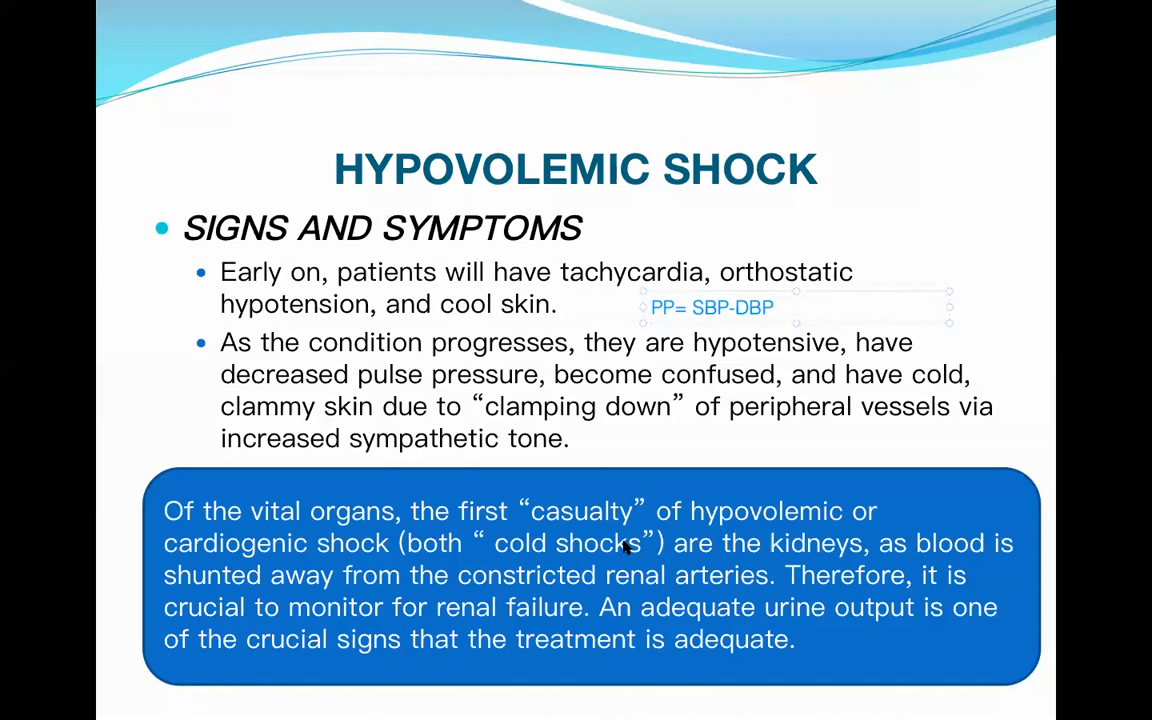 HYPOVOLEMIC SHOCK
• SIGNS AND SYMPTOMS
• Early on, patients will have tachycardia, orthostatic
hypotension, and cool skin.
PP= SBP-DBP
• As the condition progresses, they are hypotensive, have
decreased pulse pressure, become confused, and have cold,
clammy skin due to “clamping down” of peripheral vessels via
increased sympathetic tone.
Of the vital organs, the first “casualty” of hypovolemic or
cardiogenic shock (both “ cold shocks”) are the kidneys, as blood is
shunted away from the constricted renal arteries. Therefore, it is
crucial to monitor for renal failure. An adequate urine output is one
of the crucial signs that the treatment is adequate.